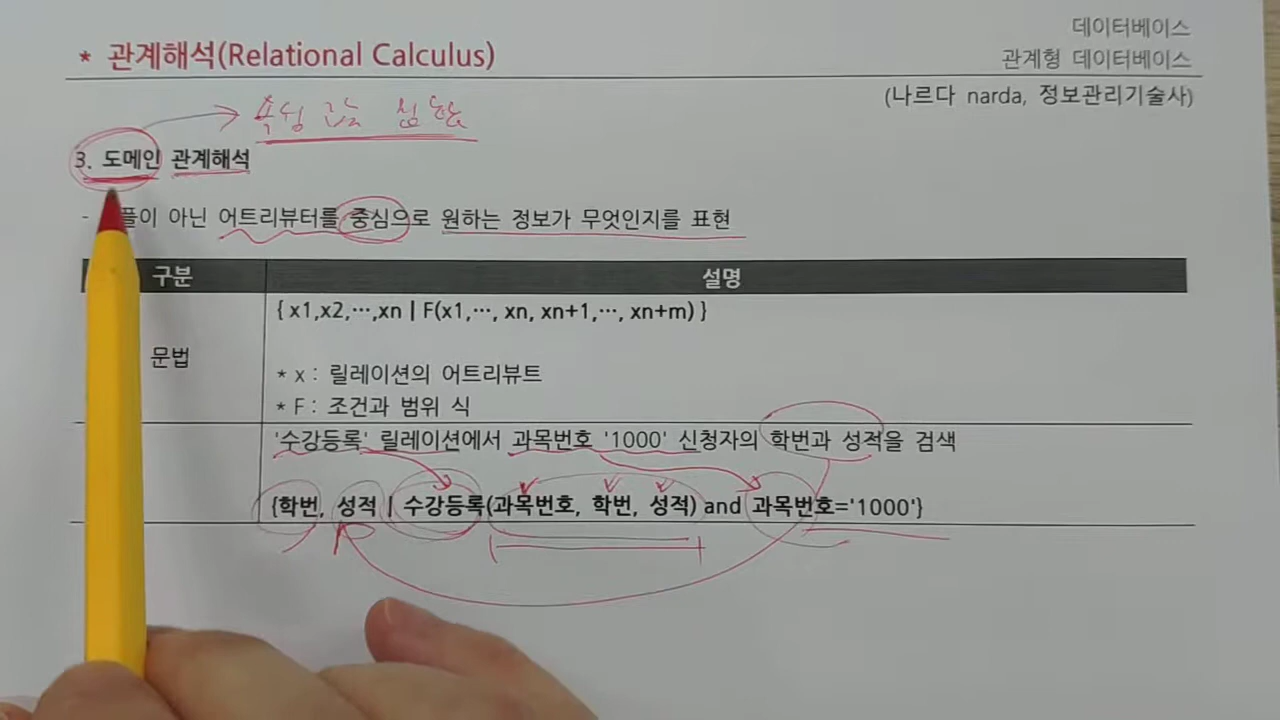 * 관계해석(Relational Calculus)
데이터베이스
관계형 데이터베이스
(나르다 narda, 정보관리기술사)
속성 값 중심
3. 도메인 관계해석
- 플이 아닌 어트리뷰터를 중심으로 원하는 정보가 무엇인지를 표현
구분 설명
문법
{ x1,x2,…,xn | F(x1,…, xn, xn+1,…, xn+m) }
* x : 릴레이션의 어트리뷰트
* F : 조건과 범위 식
'수강등록' 릴레이션에서 과목번호 '1000' 신청자의 학번과 성적을 검색
{학번, 성적 | 수강등록(과목번호, 학번, 성적) and 과목번호='1000'}